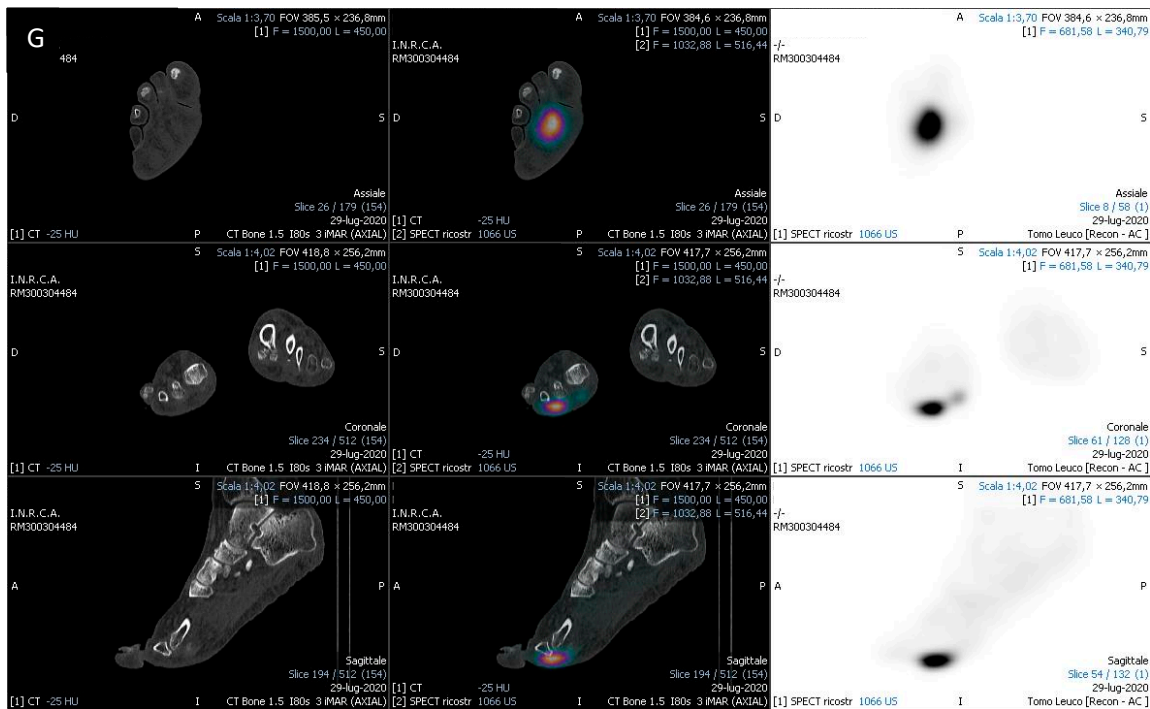 G
484
A
Scala 1:3,70 FOV 385,5 × 236,8mm
[1] F = 1500,00 L = 450,00
D
S
Assiale
Slice 26 / 179 (154)
29-lug-2020
[1] CT -25 HU
P
CT Bone 1.5 I80s 3 iMAR (AXIAL)
A
Scala 1:3,70 FOV 384,6 × 236,8mm
[1] F = 1500,00 L = 450,00
[2] F = 1032,88 L = 516,44
I.N.R.C.A.
RM300304484
D
S
Assiale
Slice 26 / 179 (154)
[1] CT -25 HU
29-lug-2020
[2] SPECT ricostr 1066 US
P
CT Bone 1.5 I80s 3 iMAR (AXIAL)
A
Scala 1:3,70 FOV 384,6 × 236,8mm
[1] F = 681,58 L = 340,79
-/-
RM300304484
D
S
Assiale
Slice 8 / 58 (1)
29-lug-2020
[1] SPECT ricostr 1066 US
P
Tomo Leuco [Recon - AC ]
S
Scala 1:4,02 FOV 418,8 × 256,2mm
[1] F = 1500,00 L = 450,00
I.N.R.C.A.
RM300304484
D
S
Coronale
Slice 234 / 512 (154)
29-lug-2020
[1] CT -25 HU
I
CT Bone 1.5 I80s 3 iMAR (AXIAL)
S
Scala 1:4,02 FOV 417,7 × 256,2mm
[1] F = 1500,00 L = 450,00
[2] F = 1032,88 L = 516,44
I.N.R.C.A.
RM300304484
D
S
Coronale
Slice 234 / 512 (154)
[1] CT -25 HU
29-lug-2020
[2] SPECT ricostr 1066 US
I
CT Bone 1.5 I80s 3 iMAR (AXIAL)
S
Scala 1:4,02 FOV 417,7 × 256,2mm
[1] F = 681,58 L = 340,79
-/-
RM300304484
D
S
Coronale
Slice 61 / 128 (1)
29-lug-2020
[1] SPECT ricostr 1066 US
I
Tomo Leuco [Recon - AC ]
S
Scala 1:4,02 FOV 418,8 × 256,2mm
[1] F = 1500,00 L = 450,00
I.N.R.C.A.
RM300304484
A
P
Sagittale
Slice 194 / 512 (154)
29-lug-2020
[1] CT -25 HU
I
CT Bone 1.5 I80s 3 iMAR (AXIAL)
S
Scala 1:4,02 FOV 417,7 × 256,2mm
[1] F = 1500,00 L = 450,00
[2] F = 1032,88 L = 516,44
I.N.R.C.A.
RM300304484
A
P
Sagittale
Slice 194 / 512 (154)
[1] CT -25 HU
29-lug-2020
[2] SPECT ricostr 1066 US
I
CT Bone 1.5 I80s 3 iMAR (AXIAL)
S
Scala 1:4,02 FOV 417,7 × 256,2mm
[1] F = 681,58 L = 340,79
-/-
RM300304484
A
P
Sagittale
Slice 54 / 132 (1)
29-lug-2020
[1] SPECT ricostr 1066 US
I
Tomo Leuco [Recon - AC ]